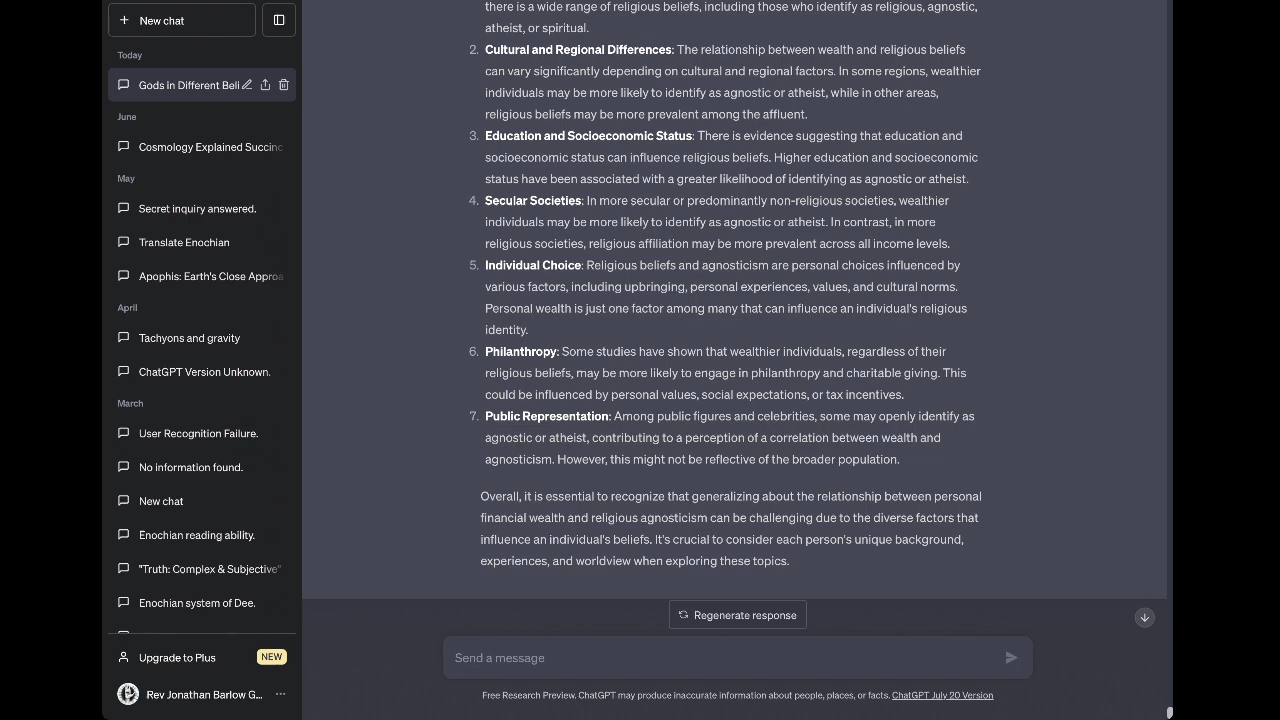 New chat
Today
Gods in Different Beli
June
Cosmology Explained Succinc
May
Secret inquiry answered.
Translate Enochian
Apophis: Earth's Close Approa
April
Tachyons and gravity
ChatGPT Version Unknown.
March
User Recognition Failure.
No information found.
New chat
Enochian reading ability.
"Truth: Complex & Subjective"
Enochian system of Dee.
Upgrade to Plus
NEW
Rev Jonathan Barlow G...
there is a wide range of religious beliefs, including those who identify as religious, agnostic,
atheist, or spiritual.
2. Cultural and Regional Differences: The relationship between wealth and religious beliefs
can vary significantly depending on cultural and regional factors. In some regions, wealthier
individuals may be more likely to identify as agnostic or atheist, while in other areas,
religious beliefs may be more prevalent among the affluent.
3. Education and Socioeconomic Status: There is evidence suggesting that education and
socioeconomic status can influence religious beliefs. Higher education and socioeconomic
status have been associated with a greater likelihood of identifying as agnostic or atheist.
4. Secular Societies: In more secular or predominantly non-religious societies, wealthier
individuals may be more likely to identify as agnostic or atheist. In contrast, in more
religious societies, religious affiliation may be more prevalent across all income levels.
5. Individual Choice: Religious beliefs and agnosticism are personal choices influenced by
various factors, including upbringing, personal experiences, values, and cultural norms.
Personal wealth is just one factor among many that can influence an individual's religious
identity.
6. Philanthropy: Some studies have shown that wealthier individuals, regardless of their
religious beliefs, may be more likely to engage in philanthropy and charitable giving. This
could be influenced by personal values, social expectations, or tax incentives.
7. Public Representation: Among public figures and celebrities, some may openly identify as
agnostic or atheist, contributing to a perception of a correlation between wealth and
agnosticism. However, this might not be reflective of the broader population.
Overall, it is essential to recognize that generalizing about the relationship between personal
financial wealth and religious agnosticism can be challenging due to the diverse factors that
influence an individual's beliefs. It's crucial to consider each person's unique background,
experiences, and worldview when exploring these topics.
Regenerate response
Send a message
Free Research Preview. ChatGPT may produce inaccurate information about people, places, or facts. ChatGPT July 20 Version